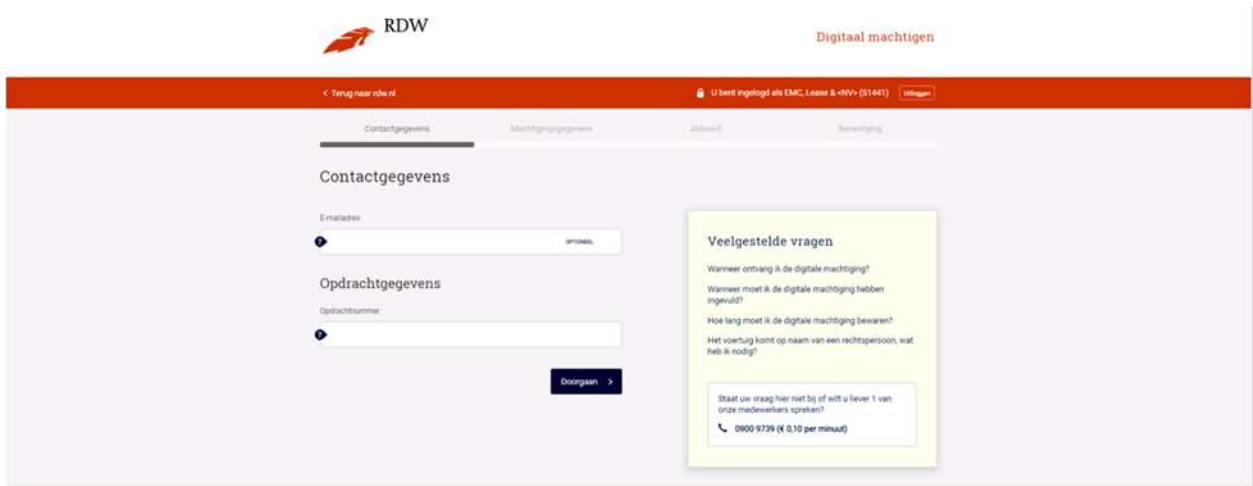 RDW
Digitaal machtigen
< Terug naar rdw.nl
U bent ingelogd als EMC, Lease & <NV> (S1441)
Uitloggen
Contactgegevens
Machtigingsgegevens
Akkoord
Bevestiging
Contactgegevens
E-mailadres
?
OPTIONEEL
Opdrachtgegevens
Opdrachtnummer
?
Doorgaan >
Veelgestelde vragen
Wanneer ontvang ik de digitale machtiging?
Wanneer moet ik de digitale machtiging hebben
ingevuld?
Hoe lang moet ik de digitale machtiging bewaren?
Het voertuig komt op naam van een rechtspersoon, wat
heb ik nodig?
Staat uw vraag hier niet bij of wilt u liever 1 van
onze medewerkers spreken?
0900 9739 (€ 0,10 per minuut)